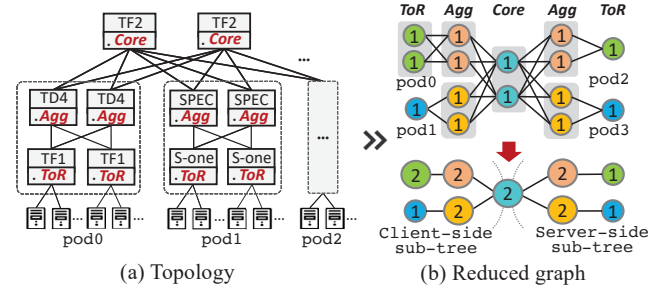 TF2 TF2
.Core .Core
...
TD4 TD4 SPEC SPEC
.Agg .Agg .Agg .Agg
...
TF1 TF1 S-one S-one
.ToR .ToR .ToR .ToR
... ... ... ... ...
pod0 pod1 pod2
(a) Topology
ToR Agg Core Agg ToR
1 1 1
1 1 1 1
1 1 1
pod0 1 pod2
1 1 1 1
pod1 1 1 pod3
2 2 2 1
2
1 2 2 1
Client-side Server-side
sub-tree sub-tree
(b) Reduced graph